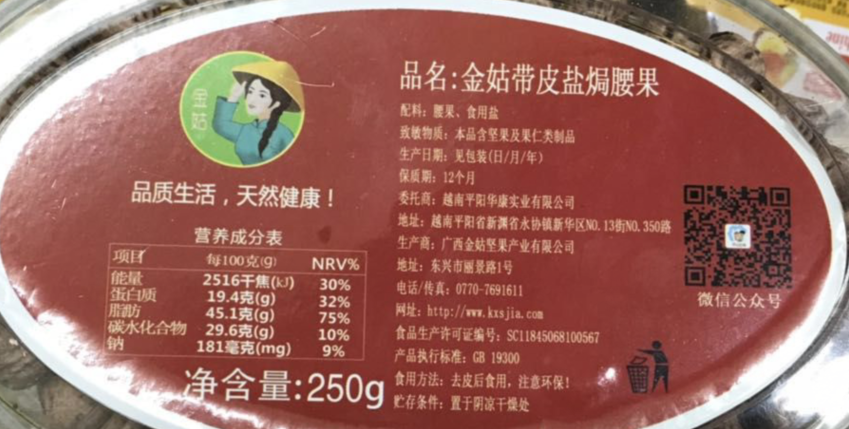 金姑
品质生活，天然健康！
营养成分表
项目 每100克(g) NRV%
能量 2516千焦(kJ) 30%
蛋白质 19.4克(g) 32%
脂肪 45.1克(g) 75%
碳水化合物 29.6克(g) 10%
钠 181毫克(mg) 9%
净含量:250g
品名:金姑带皮盐焗腰果
配料: 腰果、食用盐
致敏物质: 本品含坚果及果仁类制品
生产日期: 见包装(日/月/年)
保质期: 12个月
委托商: 越南平阳华康实业有限公司
地址: 越南平阳省新渊省永协镇新华区NO.13街NO.350路
生产商: 广西金姑坚果产业有限公司
地址: 东兴市丽景路1号
电话/传真: 0770-7691611
网址: http://www.kxsjia.com
食品生产许可证编号: SC11845068100567
产品执行标准: GB 19300
食用方法: 去皮后食用, 注意环保!
贮存条件: 置于阴凉干燥处
微信公众号